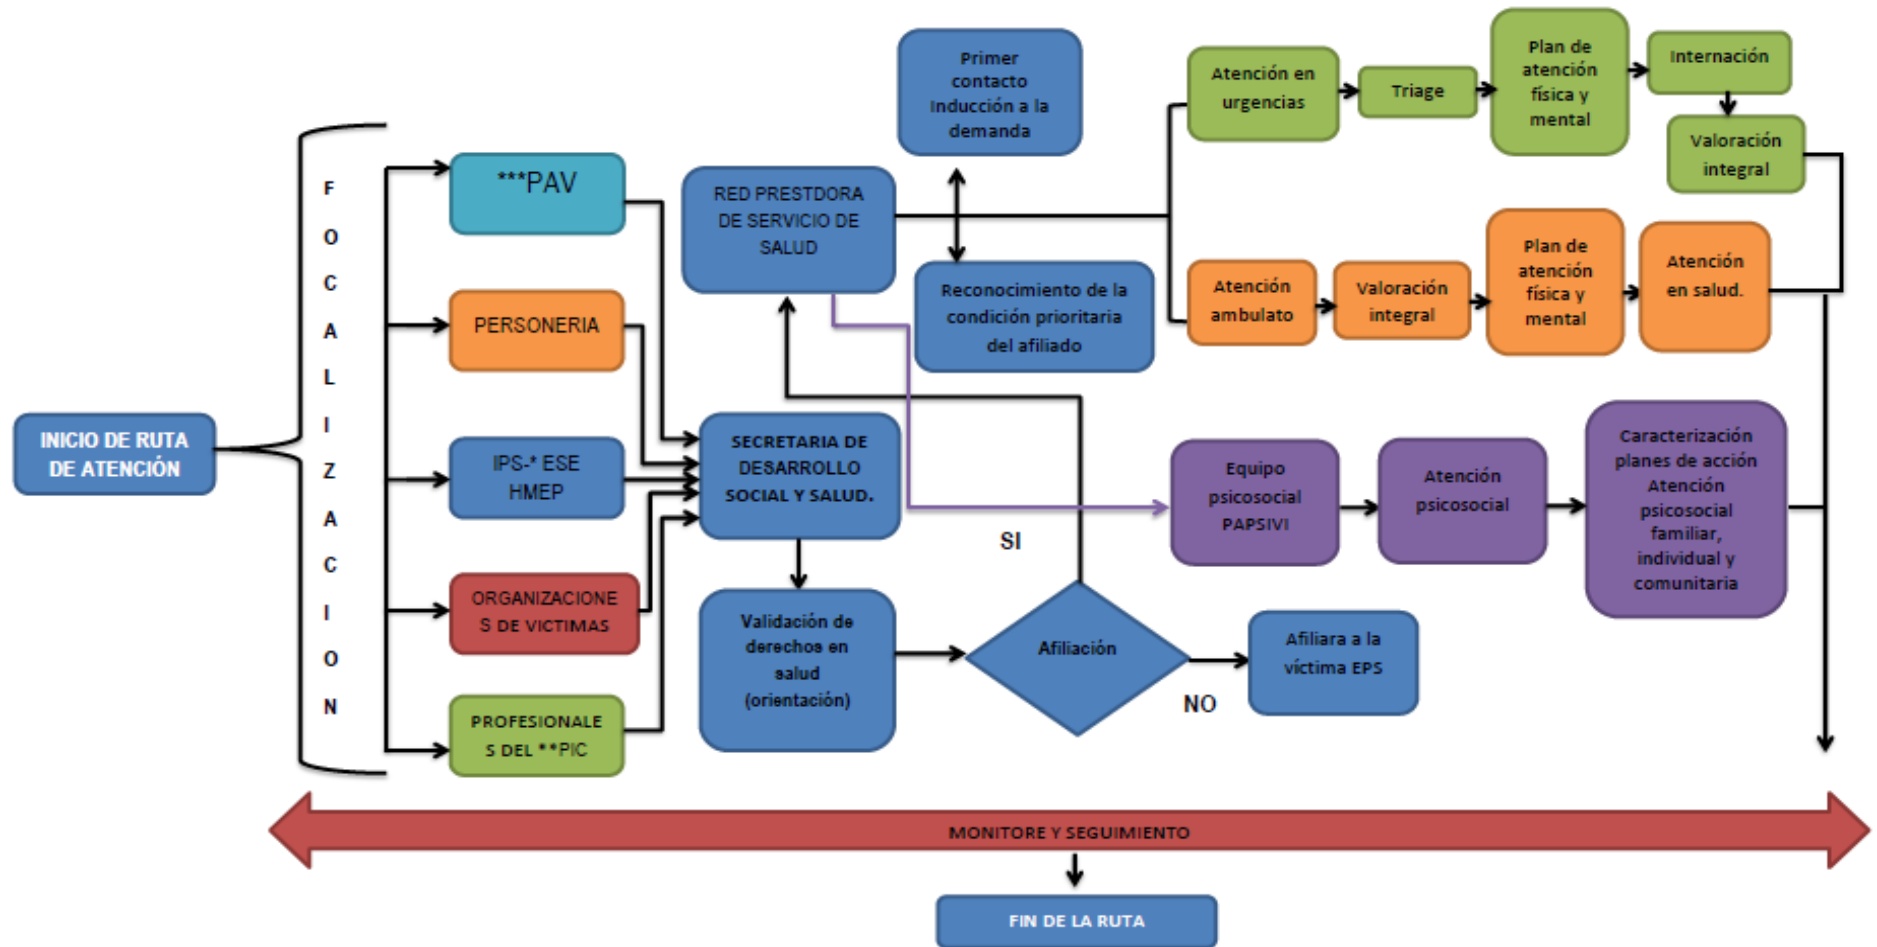 INICIO DE RUTA
DE ATENCIÓN
F
O
C
A
L
I
Z
A
C
I
O
N
***PAV
PERSONERIA
IPS-* ESE
HMEP
ORGANIZACIONE
S DE VICTIMAS
PROFESIONALE
S DEL **PIC
SECRETARIA DE
DESARROLLO
SOCIAL Y SALUD.
Validación de
derechos en
salud
(orientación)
Afiliación
SI
NO
Afiliara a la
víctima EPS
RED PRESTDORA
DE SERVICIO DE
SALUD
Primer
contacto
Inducción a la
demanda
Reconocimiento de la
condición prioritaria
del afiliado
Atención en
urgencias
Triage
Plan de
atención
física y
mental
Internación
Valoración
integral
Atención
ambulato
Valoración
integral
Plan de
atención
física y
mental
Atención
en salud.
Equipo
psicosocial
PAPSIVI
Atención
psicosocial
Caracterización
planes de acción
Atención
psicosocial
familiar,
individual y
comunitaria
MONITORE Y SEGUIMIENTO
FIN DE LA RUTA